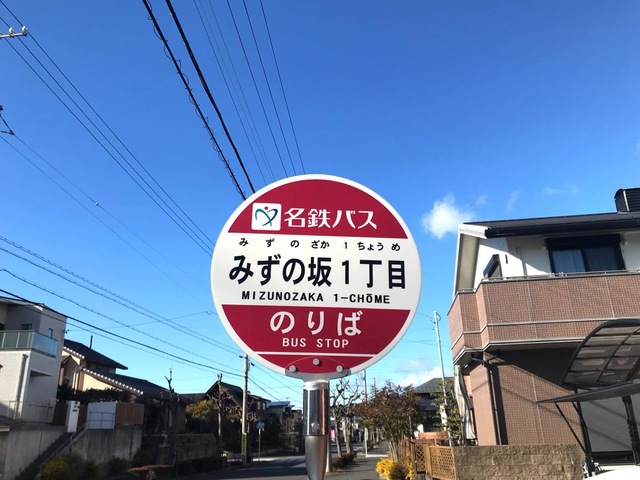 名鉄バス
みずのざか1ちょうめ
みずの坂1丁目
MIZUNOZAKA 1-CHŌME
のりば
BUS STOP